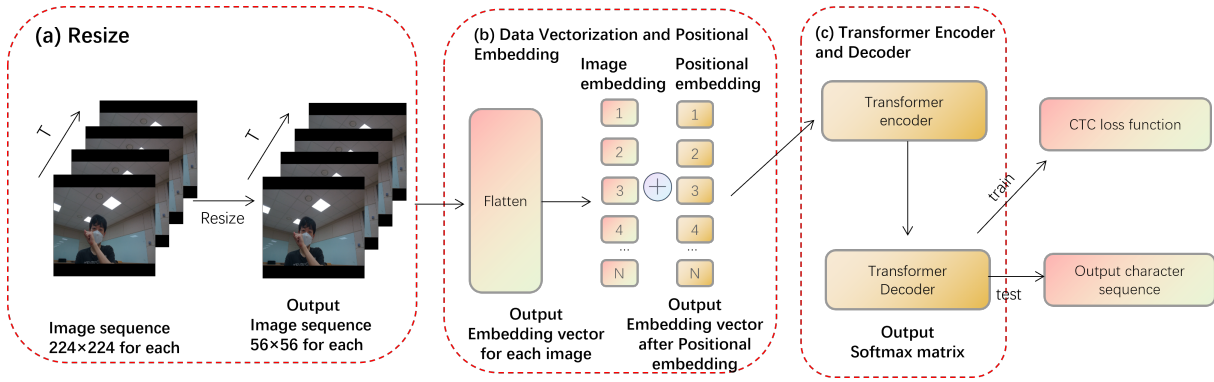 (a) Resize
T
T
Resize
Image sequence
224×224 for each
Output
Image sequence
56×56 for each
(b) Data Vectorization and Positional
Embedding
Image
embedding
Positional
embedding
Flatten
1
2
3
4
...
N
1
2
3
4
...
N
Output
Embedding vector
for each image
Output
Embedding vector
after Positional
embedding
(c) Transformer Encoder
and Decoder
Transformer
encoder
Transformer
Decoder
Output
Softmax matrix
train
test
CTC loss function
Output character
sequence